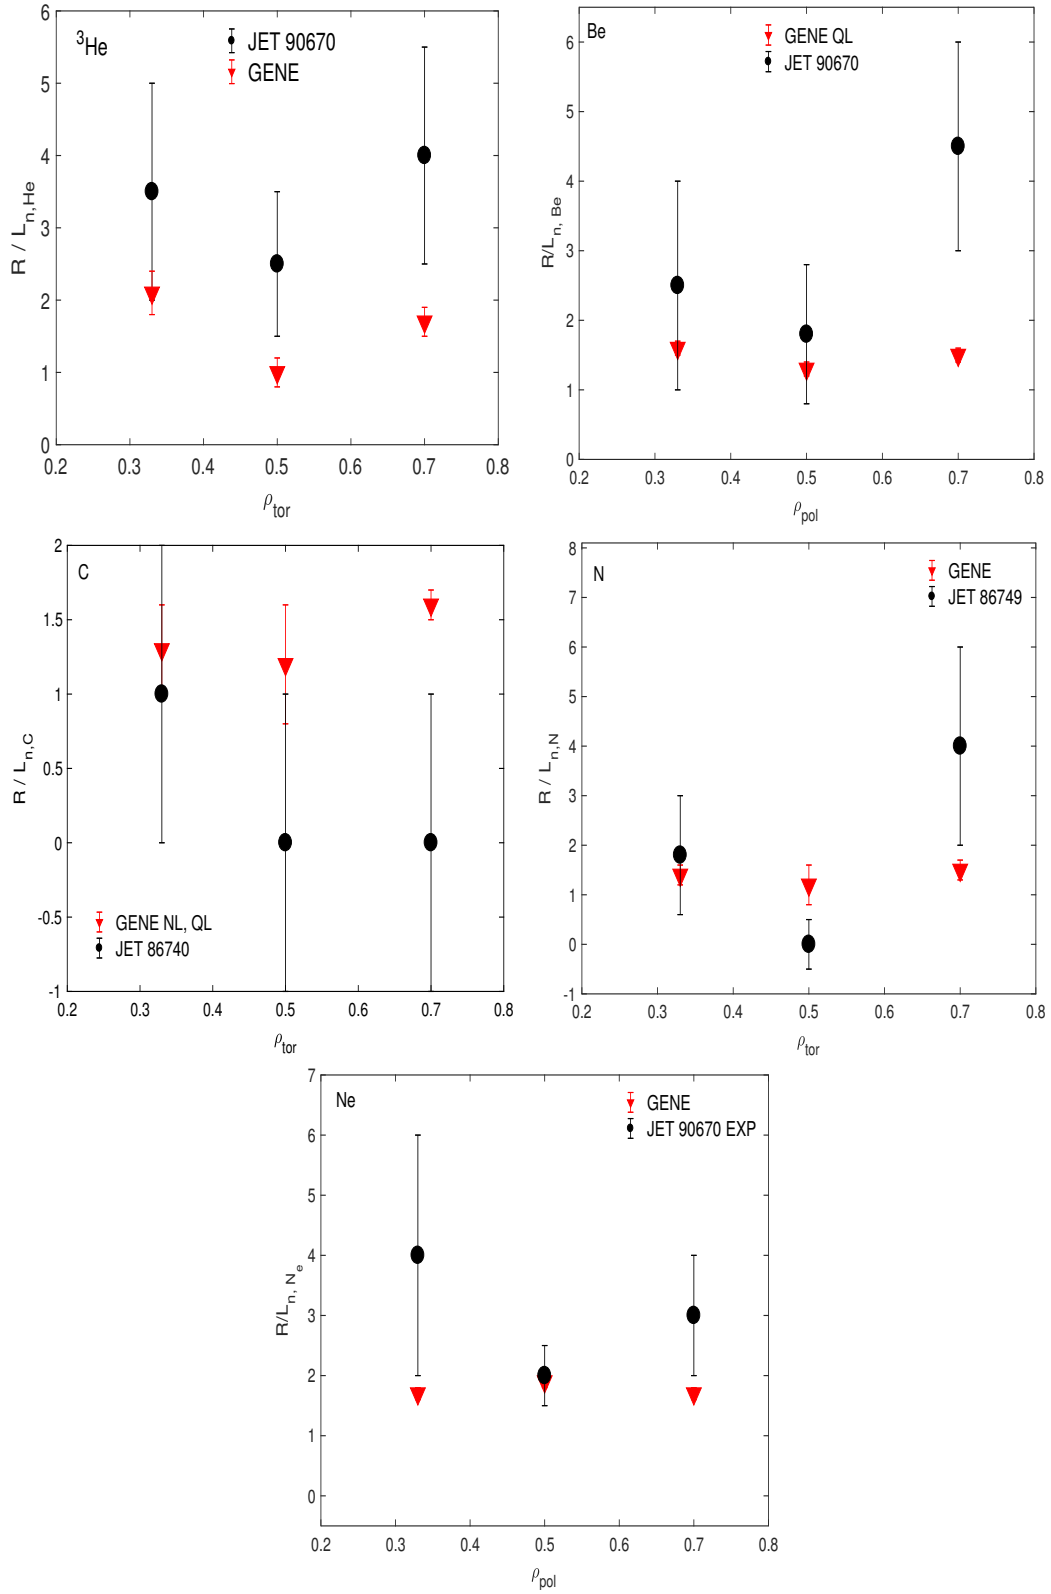 ³He
JET 90670
GENE
6
5
4
3
2
1
0
R / L_n,He
0.2 0.3 0.4 0.5 0.6 0.7 0.8
ρ_tor
Be
GENE QL
JET 90670
6
5
4
3
2
1
0
R/L_n, Be
0.2 0.3 0.4 0.5 0.6 0.7 0.8
ρ_pol
C
2
1.5
1
0.5
0
-0.5
-1
R / L_n,C
GENE NL, QL
JET 86740
0.2 0.3 0.4 0.5 0.6 0.7 0.8
ρ_tor
N
GENE
JET 86749
8
7
6
5
4
3
2
1
0
-1
R / L_n,N
0.2 0.3 0.4 0.5 0.6 0.7 0.8
ρ_tor
Ne
GENE
JET 90670 EXP
7
6
5
4
3
2
1
0
R/L_n, N_e
0.2 0.3 0.4 0.5 0.6 0.7 0.8
ρ_pol